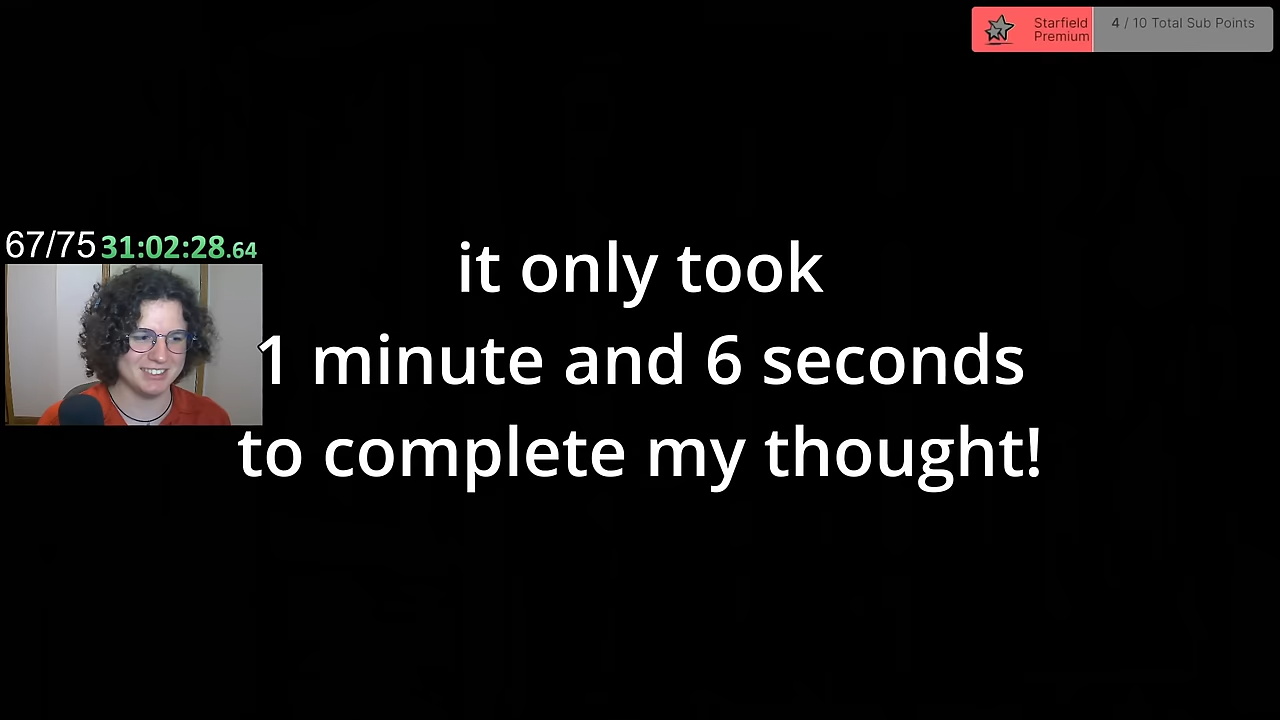 Starfield
Premium
4 / 10 Total Sub Points
67/75 31:02:28.64
it only took
1 minute and 6 seconds
to complete my thought!